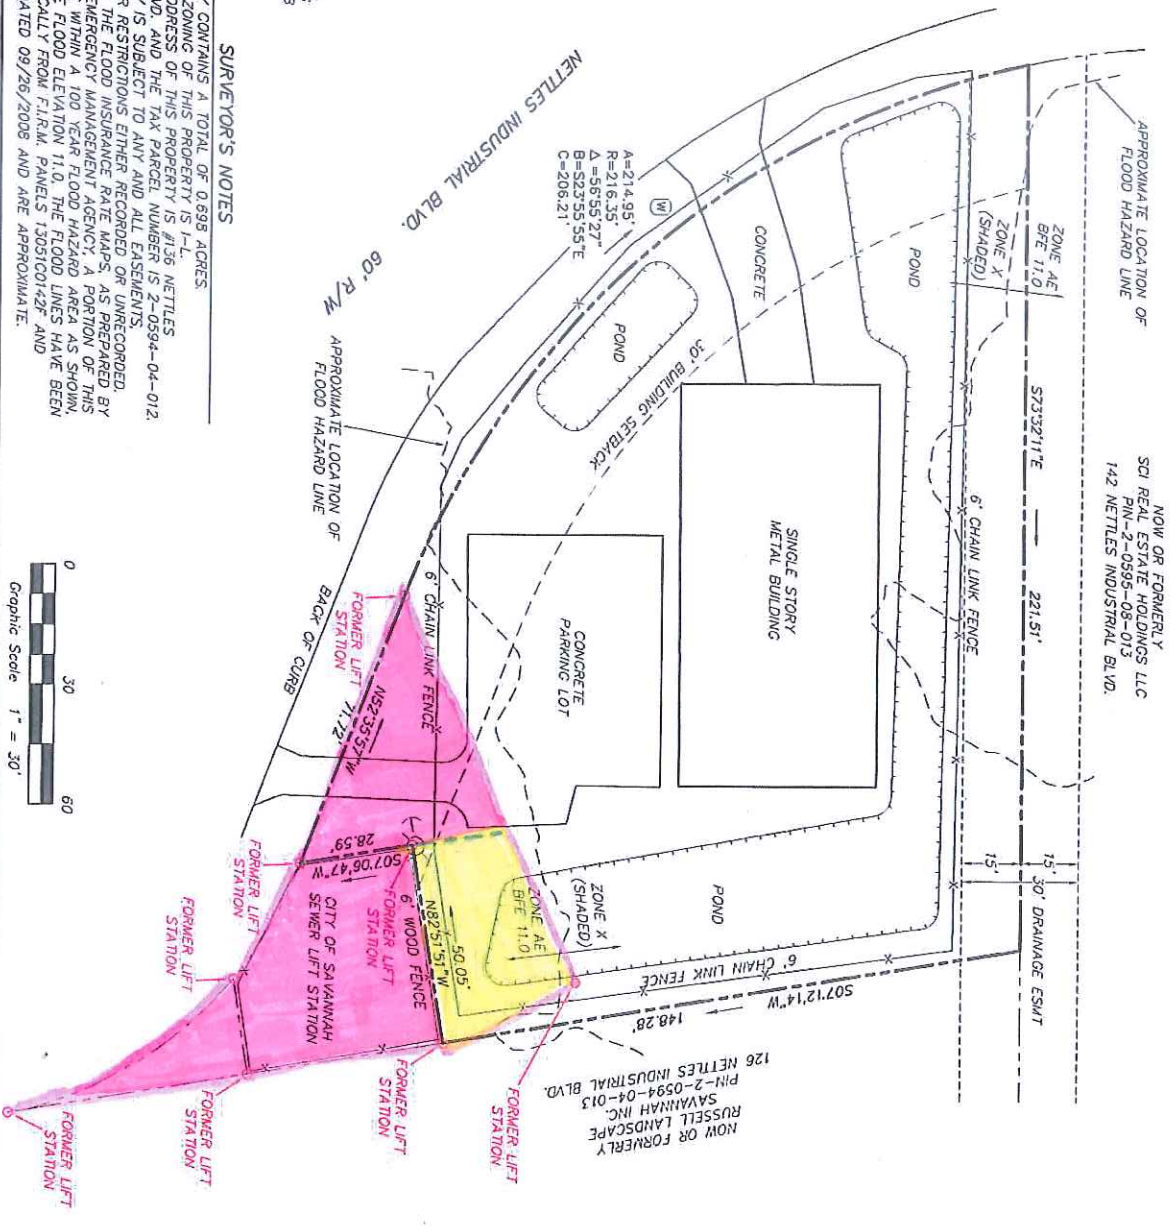 APPROXIMATE LOCATION OF
FLOOD HAZARD LINE
ZONE AE
BFE 11.0
ZONE X
(SHADED)
S73°32'11"E
221.51'
NOW OR FORMERLY
SCI REAL ESTATE HOLDINGS LLC
PIN-2-0595-08-013
142 NETTLES INDUSTRIAL BLVD.
6' CHAIN LINK FENCE
15'
15'
30' DRAINAGE ESMT
POND
CONCRETE
W
NETTLES INDUSTRIAL BLVD.
60' R/W
A=214.95'
R=216.35'
Δ=56°55'27"
B=S23°55'55"E
C=206.21'
POND
30' BUILDING SETBACK
SINGLE STORY
METAL BUILDING
CONCRETE
PARKING LOT
POND
APPROXIMATE LOCATION OF
FLOOD HAZARD LINE
BACK OF CURB
6' CHAIN LINK FENCE
FORMER LIFT
STATION
N52°35'57"W
71.72'
28.59'
S07°06'47"W
FORMER LIFT
STATION
6' WOOD FENCE
N82°51'51"W
50.05'
ZONE AE
BFE 11.0
ZONE X
(SHADED)
6' CHAIN LINK FENCE
S07°12'14"W
148.28'
NOW OR FORMERLY
RUSSELL LANDSCAPE
SAVANNAH INC.
PIN-2-0594-04-013
126 NETTLES INDUSTRIAL BLVD.
CITY OF SAVANNAH
SEWER LIFT STATION
FORMER LIFT
STATION
FORMER LIFT
STATION
FORMER LIFT
STATION
FORMER LIFT
STATION
FORMER LIFT
STATION
FORMER LIFT
STATION
SURVEYOR'S NOTES
CONTAINS A TOTAL OF 0.698 ACRES.
ZONING OF THIS PROPERTY IS I-L.
ADDRESS OF THIS PROPERTY IS #136 NETTLES
AND THE TAX PARCEL NUMBER IS 2-0594-04-012.
IS SUBJECT TO ANY AND ALL EASEMENTS,
RESTRICTIONS EITHER RECORDED OR UNRECORDED.
THE FLOOD INSURANCE RATE MAPS, AS PREPARED BY
EMERGENCY MANAGEMENT AGENCY, A PORTION OF THIS
WITHIN A 100 YEAR FLOOD HAZARD AREA AS SHOWN,
FLOOD ELEVATION 11.0. THE FLOOD LINES HAVE BEEN
FROM F.I.R.M. PANELS 13051C0142F AND
09/26/2008 AND ARE APPROXIMATE.
0 30 60
Graphic Scale 1" = 30'